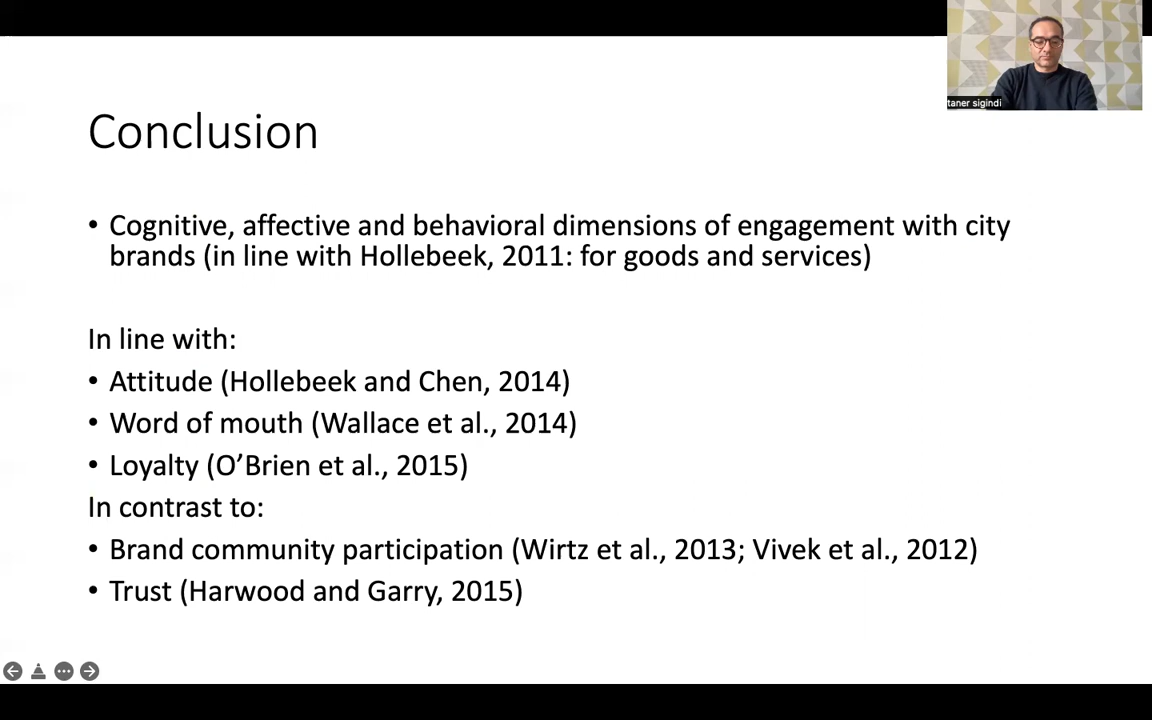 taner sigindi
Conclusion
• Cognitive, affective and behavioral dimensions of engagement with city
brands (in line with Hollebeek, 2011: for goods and services)
In line with:
• Attitude (Hollebeek and Chen, 2014)
• Word of mouth (Wallace et al., 2014)
• Loyalty (O’Brien et al., 2015)
In contrast to:
• Brand community participation (Wirtz et al., 2013; Vivek et al., 2012)
• Trust (Harwood and Garry, 2015)